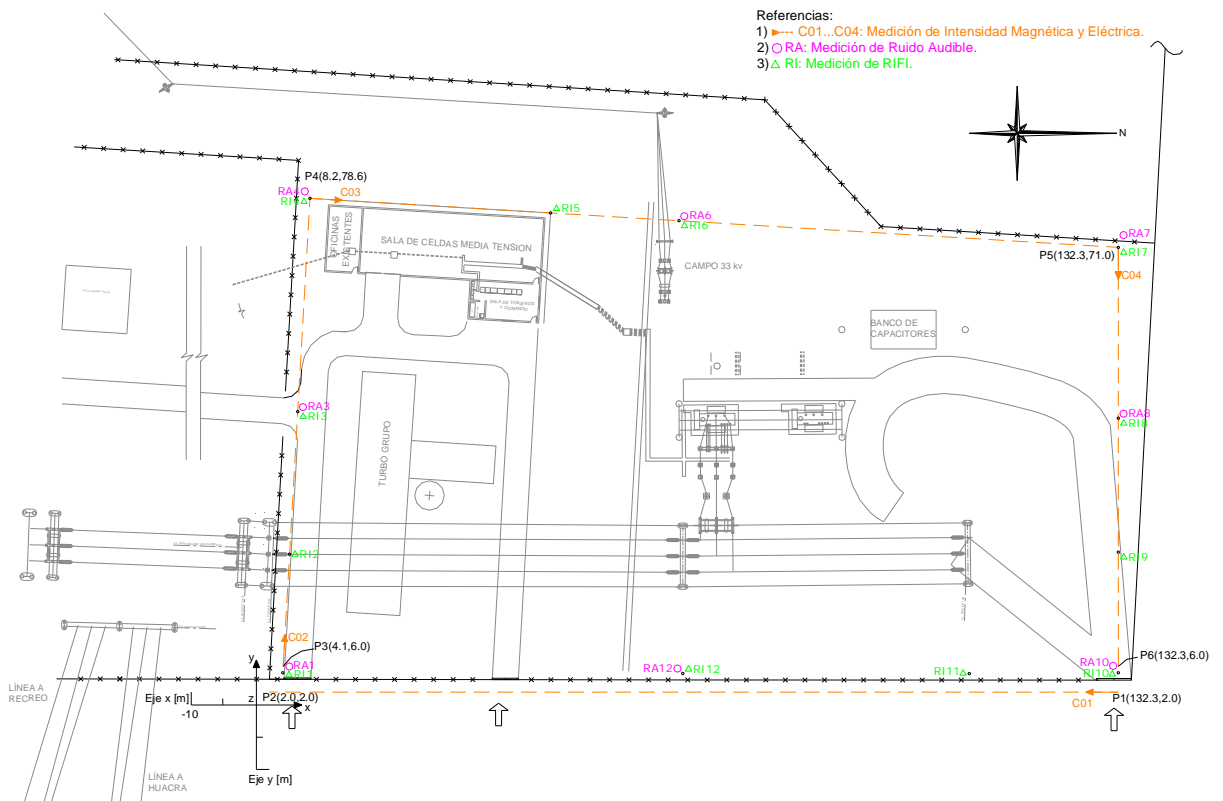 Referencias:
1) C01...C04: Medición de Intensidad Magnética y Eléctrica.
2) RA: Medición de Ruido Audible.
3) RI: Medición de RIFI.
N
P4(8.2,78.6)
RA4
RI4
C03
RI5
RA6
RI6
RA7
RI7
P5(132.3,71.0)
C04
OFICINAS
EXISTENTES
SALA DE CELDAS MEDIA TENSION
SALA DE TABLEROS
Y COMANDO
CAMPO 33 kv
BANCO DE
CAPACITORES
RA3
RI3
RA8
RI8
TURBO GRUPO
RI2
RI9
C02
P3(4.1,6.0)
RA1
RI1
RA12
RI12
RI11
RA10
RI10
P6(132.3,6.0)
P1(132.3,2.0)
C01
LÍNEA A
RECREO
y
Eje x [m]
-10
z
P2(2.0,2.0)
x
Eje y [m]
LÍNEA A
HUACRA